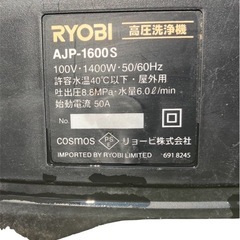 RYOBI 高圧洗浄機
AJP-1600S
100V・1400W・50/60Hz
許容水温40℃以下・屋外用
吐出圧8.8MPa・水量6.0ℓ/min
始動電流 50A
No.
cosmos PSE リョービ株式会社
IMPORTED BY RYOBI LIMITED 691 8245